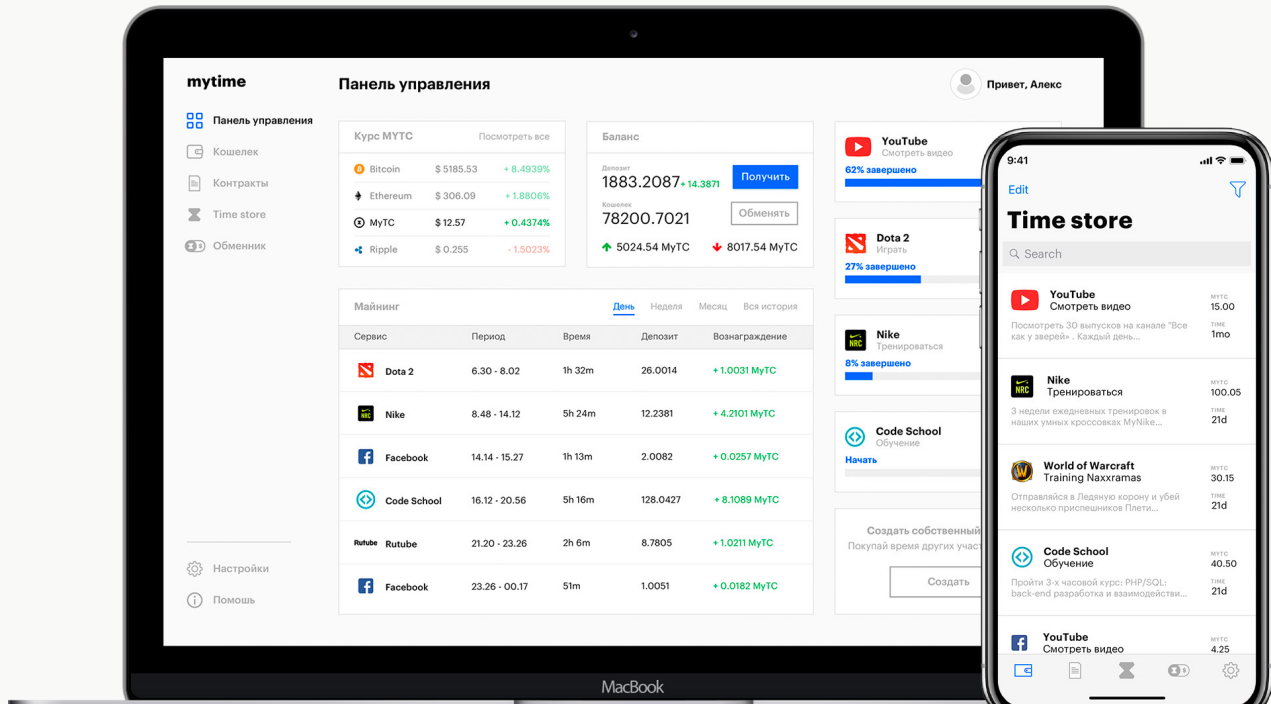 mytime
Панель управления
Кошелек
Контракты
Time store
Обменник
Настройки
Помошь
Панель управления
Привет, Алекс
Курс MYTC Посмотреть все
Bitcoin $ 5185.53 + 8.4939%
Ethereum $ 306.09 + 1.8806%
MyTC $ 12.57 + 0.4374%
Ripple $ 0.255 - 1.5023%
Баланс
Депозит
1883.2087 + 14.3871 Получить
Кошелек
78200.7021 Обменять
5024.54 MyTC 8017.54 MyTC
Майнинг День Неделя Месяц Вся история
Сервис Период Время Депозит Вознаграждение
Dota 2 6.30 - 8.02 1h 32m 26.0014 + 1.0031 MyTC
NRC Nike 8.48 - 14.12 5h 24m 12.2381 + 4.2101 MyTC
Facebook 14.14 - 15.27 1h 13m 2.0082 + 0.0257 MyTC
Code School 16.12 - 20.56 5h 16m 128.0427 + 8.1089 MyTC
Rutube Rutube 21.20 - 23.26 2h 6m 8.7805 + 1.0211 MyTC
Facebook 23.26 - 00.17 51m 1.0051 + 0.0182 MyTC
YouTube
Смотреть видео
62% завершено
Dota 2
Играть
27% завершено
NRC Nike
Тренироваться
8% завершено
Code School
Обучение
Начать
Создать собственный
Покупай время других учас
Создать
MacBook
9:41
Edit
Time store
Search
YouTube
Смотреть видео
MYTC
15.00
Посмотреть 30 выпусков на канале "Все
как у зверей» . Каждый день...
TIME
1mo
NRC Nike
Тренироваться
MYTC
100.05
3 недели ежедневных тренировок в
наших умных кроссовках MyNike...
TIME
21d
World of Warcraft
Training Naxxramas
MYTC
30.15
Отправляйся в Ледяную корону и убей
несколько приспешников Плети...
TIME
21d
Code School
Обучение
MYTC
40.50
Пройти 3-х часовой курс: PHP/SQL:
back-end разработка и взаимодействи...
TIME
21d
YouTube
Смотреть видео
MYTC
4.25